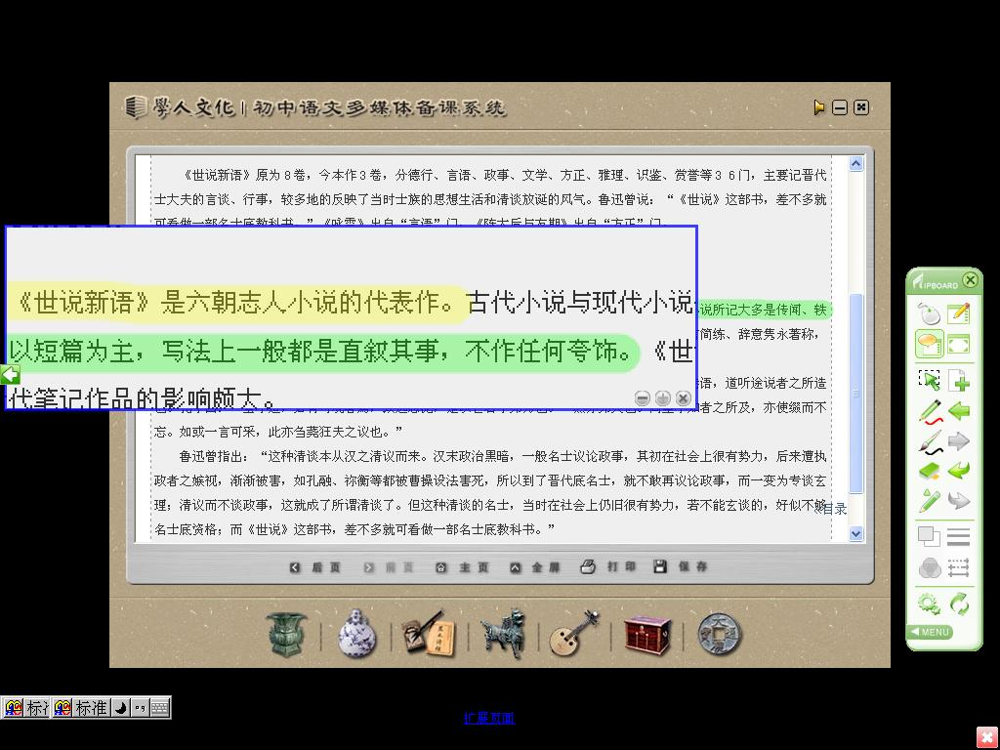 學人文化 | 初中语文多媒体备课系统
《世说新语》原为８卷，今本作３卷，分德行、言语、政事、文学、方正、雅理、识鉴、赏誉等３６门，主要记晋代
士大夫的言谈、行事，较多地的反映了当时士族的思想生活和清谈放诞的风气。鲁迅曾说：“《世说》这部书，差不多就
可看做一部名士底教科书。”《咏雪》出自“言语”门，《陈太丘与友期》出自“方正”门。
《世说新语》是六朝志人小说的代表作。古代小说与现代小说
说所记大多是传闻、轶
以短篇为主，写法上一般都是直叙其事，不作任何夸饰。《世
简练、辞意隽永著称，
代笔记作品的影响颇大。
语，道听途说者之所造
之所及，亦使缀而不
忘。如或一言可采，此亦刍荛狂夫之议也。”
鲁迅曾指出：“这种清谈本从汉之清议而来。汉末政治黑暗，一般名士议论政事，其初在社会上很有势力，后来遭执
政者之嫉视，渐渐被害，如孔融、祢衡等都被曹操设法害死，所以到了晋代底名士，就不敢再议论政事，而一变为专谈玄
理；清议而不谈政事，这就成了所谓清谈了。但这种清谈的名士，当时在社会上仍旧很有势力，若不能玄谈的，好似不够
目录
名士底资格；而《世说》这部书，差不多就可看做一部名士底教科书。”
后 页 前 页 主 页 全 屏 打 印 保 存
IPBOARD
MENU
标准
扩展页面